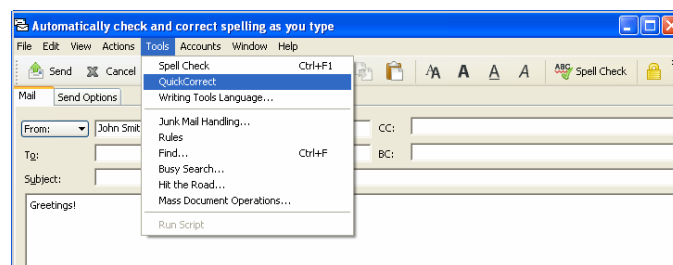 Automatically check and correct spelling as you type
File Edit View Actions Tools Accounts Window Help
Send Cancel A A A A ABC Spell Check
Spell Check Ctrl+F1
QuickCorrect
Writing Tools Language...
Junk Mail Handling...
Rules
Find... Ctrl+F
Busy Search...
Hit the Road...
Mass Document Operations...
Run Script
Mail Send Options
From: John Smit CC:
To: BC:
Subject:
Greetings!